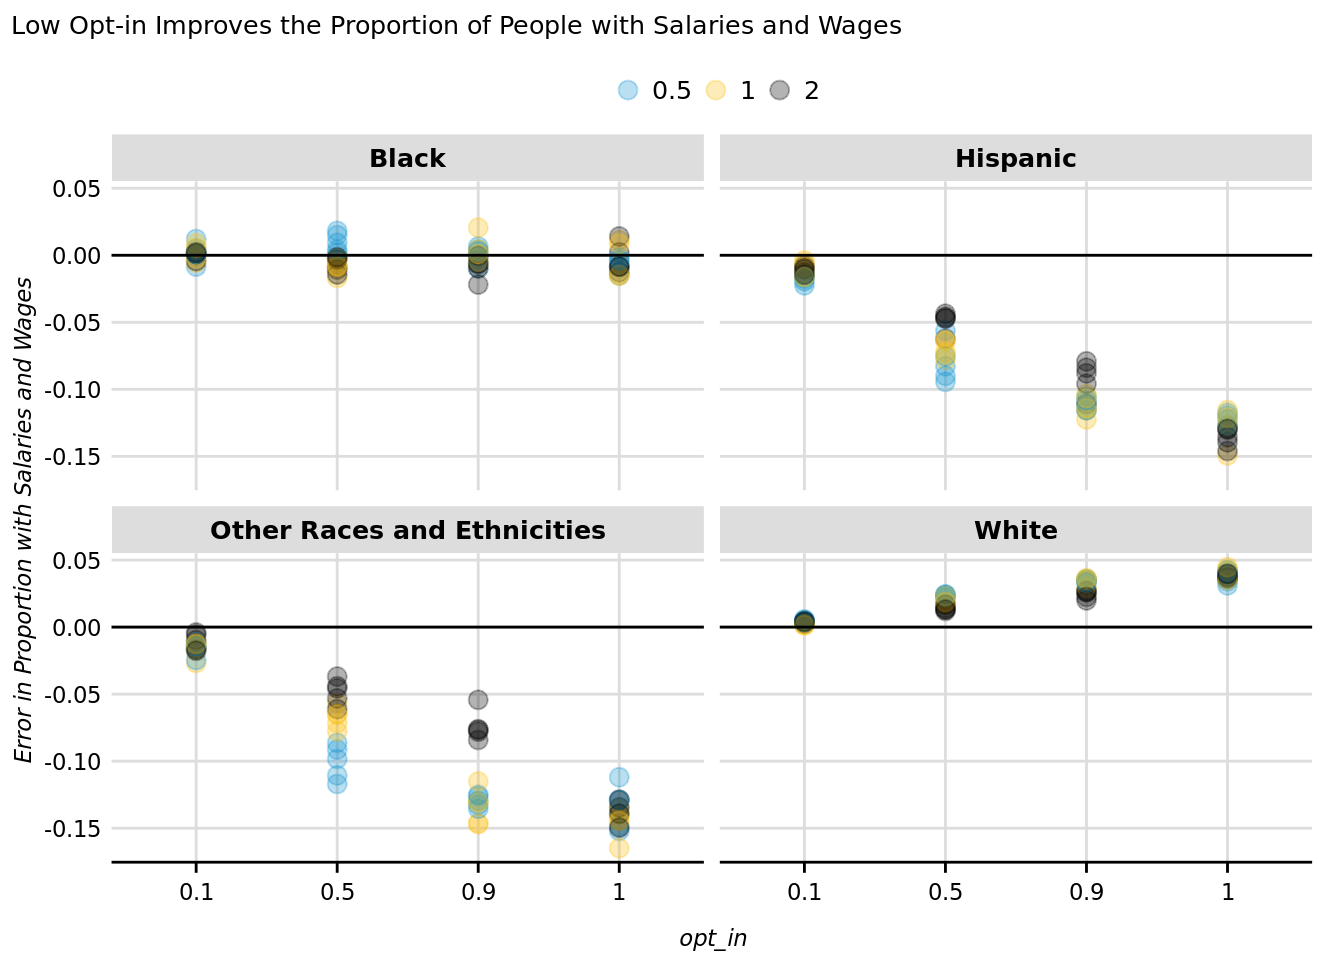 Low Opt-in Improves the Proportion of People with Salaries and Wages
0.5 1 2
Black Hispanic
0.05
0.00
-0.05
-0.10
-0.15
Other Races and Ethnicities White
0.05
0.00
-0.05
-0.10
-0.15
Error in Proportion with Salaries and Wages
0.1 0.5 0.9 1 0.1 0.5 0.9 1
opt_in